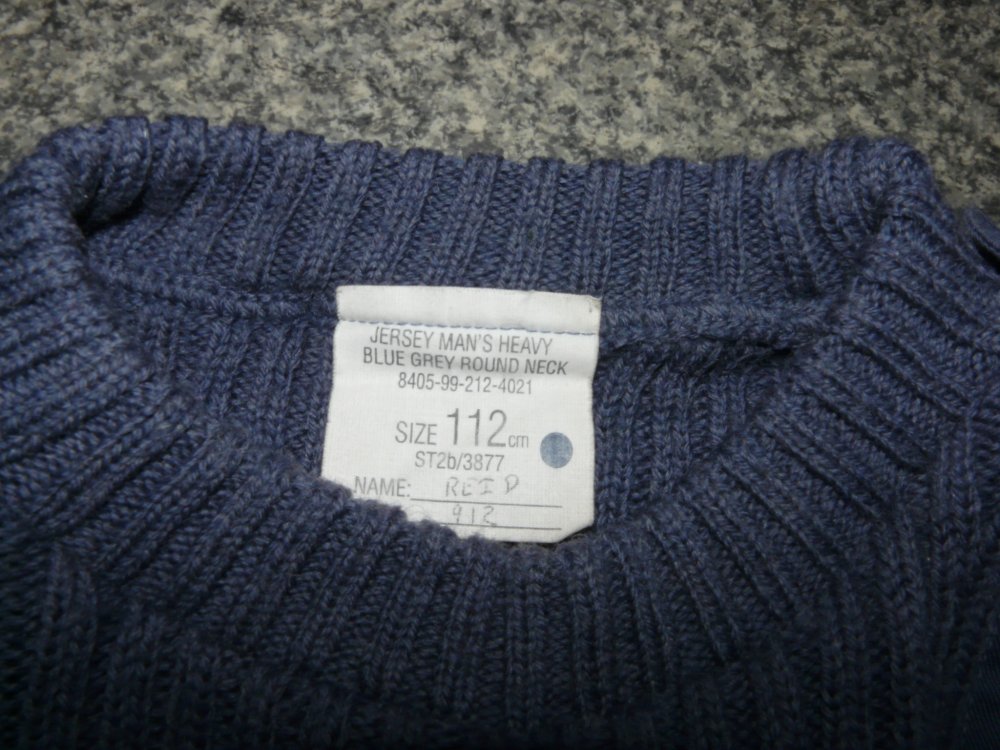 JERSEY MAN'S HEAVY
BLUE GREY ROUND NECK
8405-99-212-4021
SIZE 112cm
ST2b/3877
NAME: REID
912